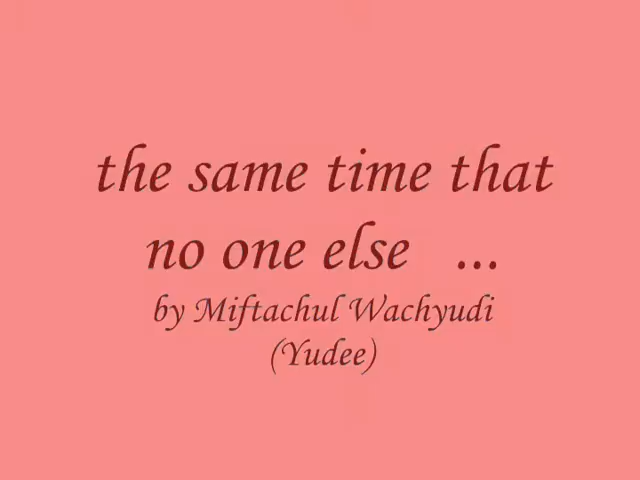 the same time that
no one else ...
by Miftachul Wachyudi
(Yudee)